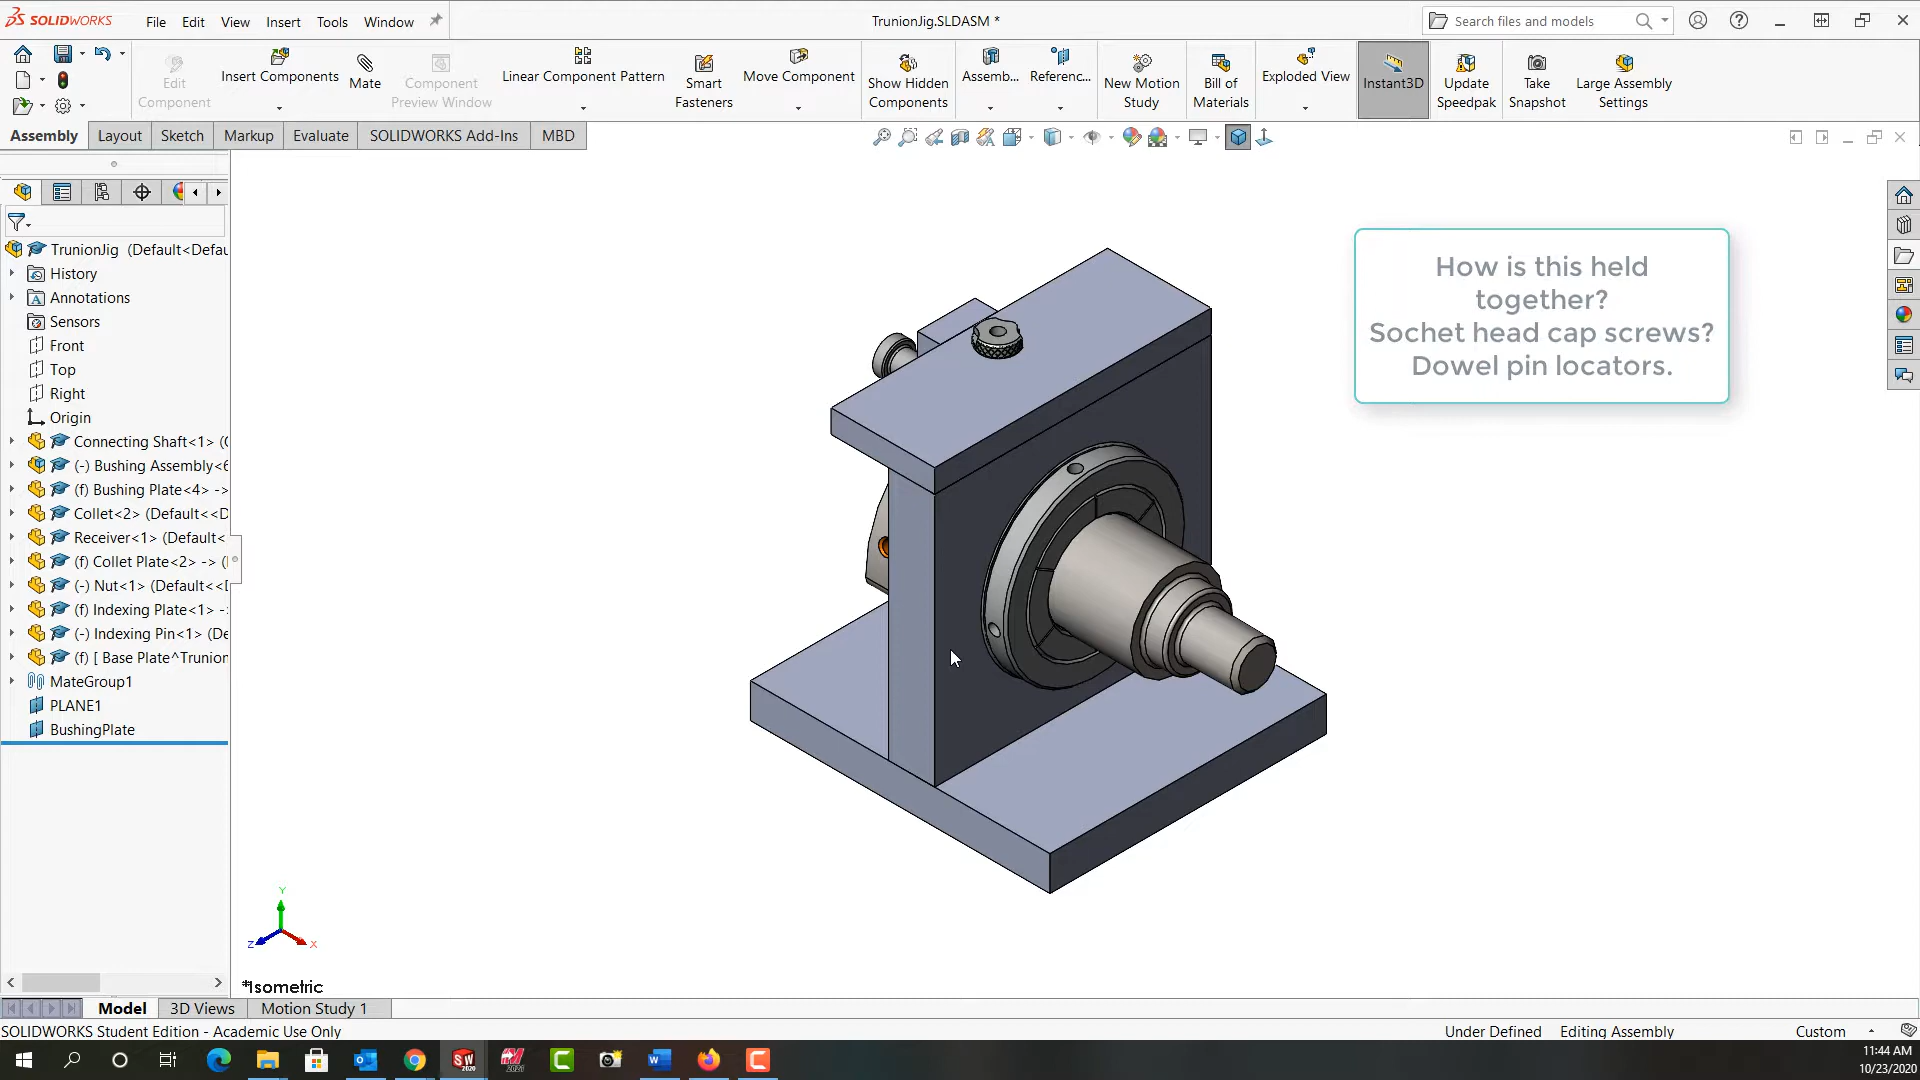 SOLIDWORKS File Edit View Insert Tools Window TrunionJig.SLDASM * Search files and models
Edit Component Insert Components Mate Component Preview Window Linear Component Pattern Smart Fasteners Move Component Show Hidden Components Assemb... Referenc... New Motion Study Bill of Materials Exploded View Instant3D Update Speedpak Take Snapshot Large Assembly Settings
Assembly Layout Sketch Markup Evaluate SOLIDWORKS Add-Ins MBD
TrunionJig (Default<Defau
History
Annotations
Sensors
Front
Top
Right
Origin
Connecting Shaft<1> (
(-) Bushing Assembly<6
(f) Bushing Plate<4> ->
Collet<2> (Default<<D
Receiver<1> (Default<
(f) Collet Plate<2> -> (
(-) Nut<1> (Default<<
(f) Indexing Plate<1> -
(-) Indexing Pin<1> (De
(f) [ Base Plate^Trunion
MateGroup1
PLANE1
BushingPlate
How is this held
together?
Sochet head cap screws?
Dowel pin locators.
Y
Z X
*Isometric
Model 3D Views Motion Study 1
SOLIDWORKS Student Edition - Academic Use Only Under Defined Editing Assembly Custom
11:44 AM
10/23/2020